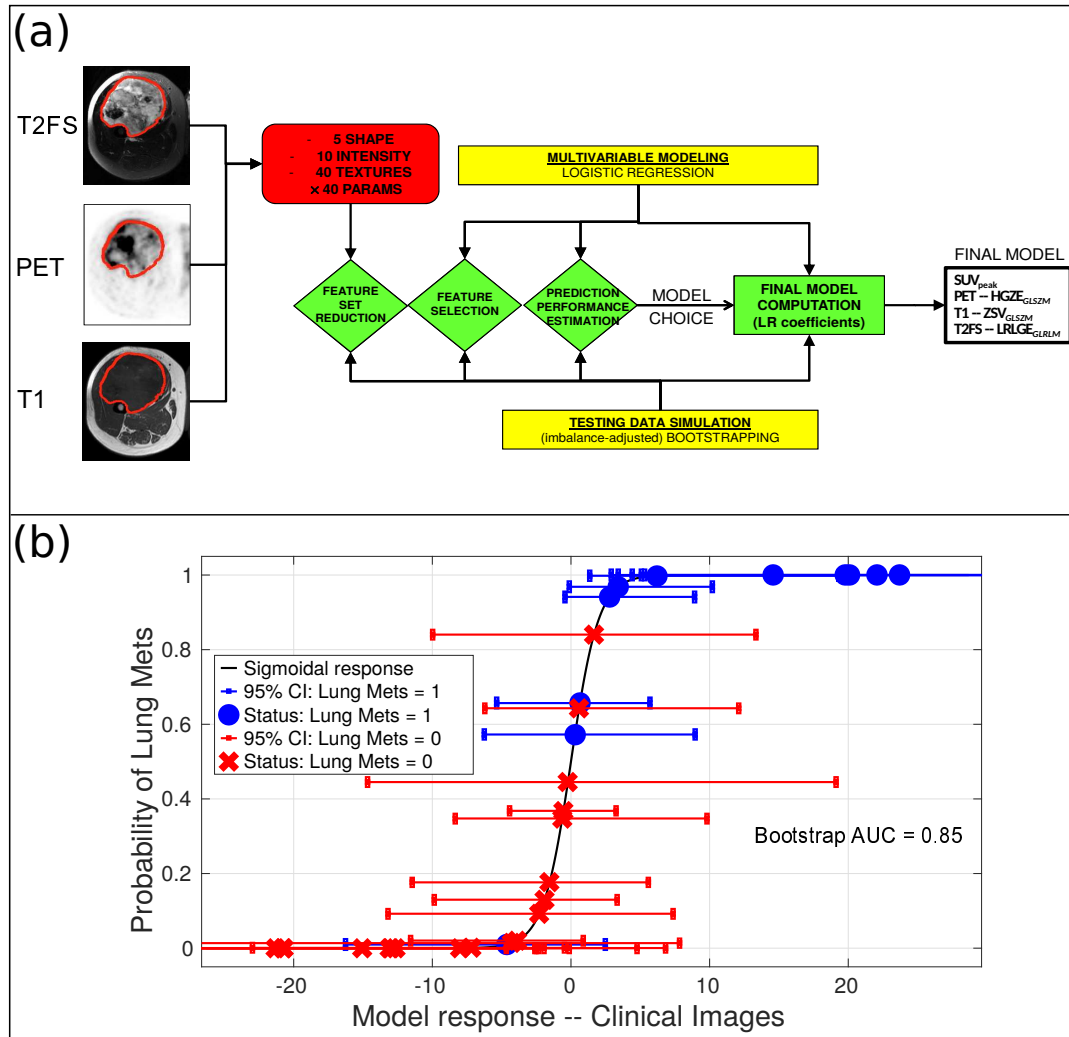 (a)
T2FS
PET
T1
- 5 SHAPE
- 10 INTENSITY
- 40 TEXTURES
× 40 PARAMS
MULTIVARIABLE MODELING
LOGISTIC REGRESSION
FEATURE
SET
REDUCTION
FEATURE
SELECTION
PREDICTION
PERFORMANCE
ESTIMATION
MODEL
CHOICE
FINAL MODEL
COMPUTATION
(LR coefficients)
FINAL MODEL
SUVpeak
PET -- HGZEGLSZM
T1 -- ZSVGLSZM
T2FS -- LRLGEGLRLM
TESTING DATA SIMULATION
(imbalance-adjusted) BOOTSTRAPPING
(b)
Probability of Lung Mets
1
0.8
0.6
0.4
0.2
0
Sigmoidal response
95% CI: Lung Mets = 1
Status: Lung Mets = 1
95% CI: Lung Mets = 0
Status: Lung Mets = 0
Bootstrap AUC = 0.85
-20 -10 0 10 20
Model response -- Clinical Images